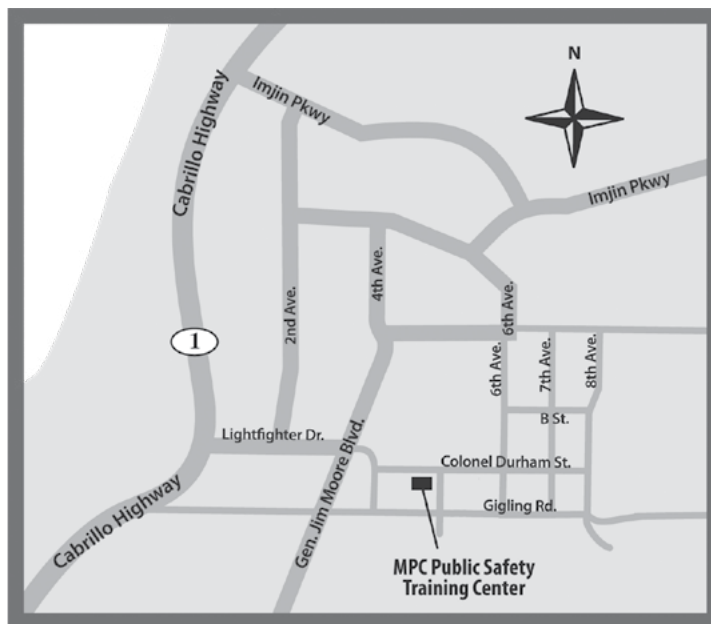 N
Imjin Pkwy
Cabrillo Highway
Imjin Pkwy
4th Ave.
2nd Ave.
6th Ave.
1
6th Ave.
7th Ave.
8th Ave.
B St.
Lightfighter Dr.
Gen. Jim Moore Blvd.
Colonel Durham St.
Gigling Rd.
Cabrillo Highway
MPC Public Safety
Training Center